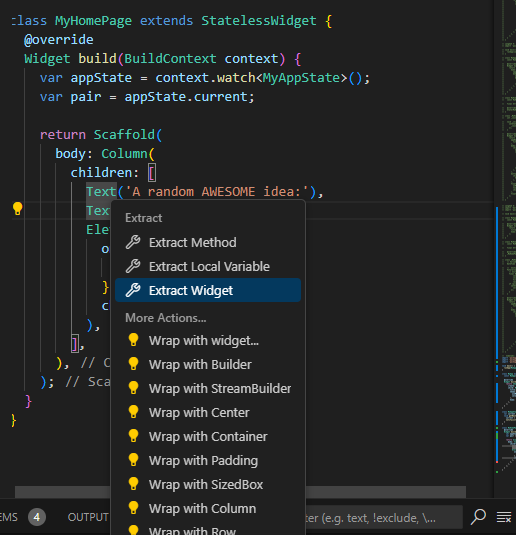 class MyHomePage extends StatelessWidget {
@override
Widget build(BuildContext context) {
var appState = context.watch<MyAppState>();
var pair = appState.current;
return Scaffold(
body: Column(
children: [
Text('A random AWESOME idea:'),
Tex
Ele
o
}
c
),
],
), // C
); // Sca
}
}
Extract
Extract Method
Extract Local Variable
Extract Widget
More Actions...
Wrap with widget...
Wrap with Builder
Wrap with StreamBuilder
Wrap with Center
Wrap with Container
Wrap with Padding
Wrap with SizedBox
Wrap with Column
Wrap with Row
EMS 4 OUTPUT ter (e.g. text, !exclude, \...